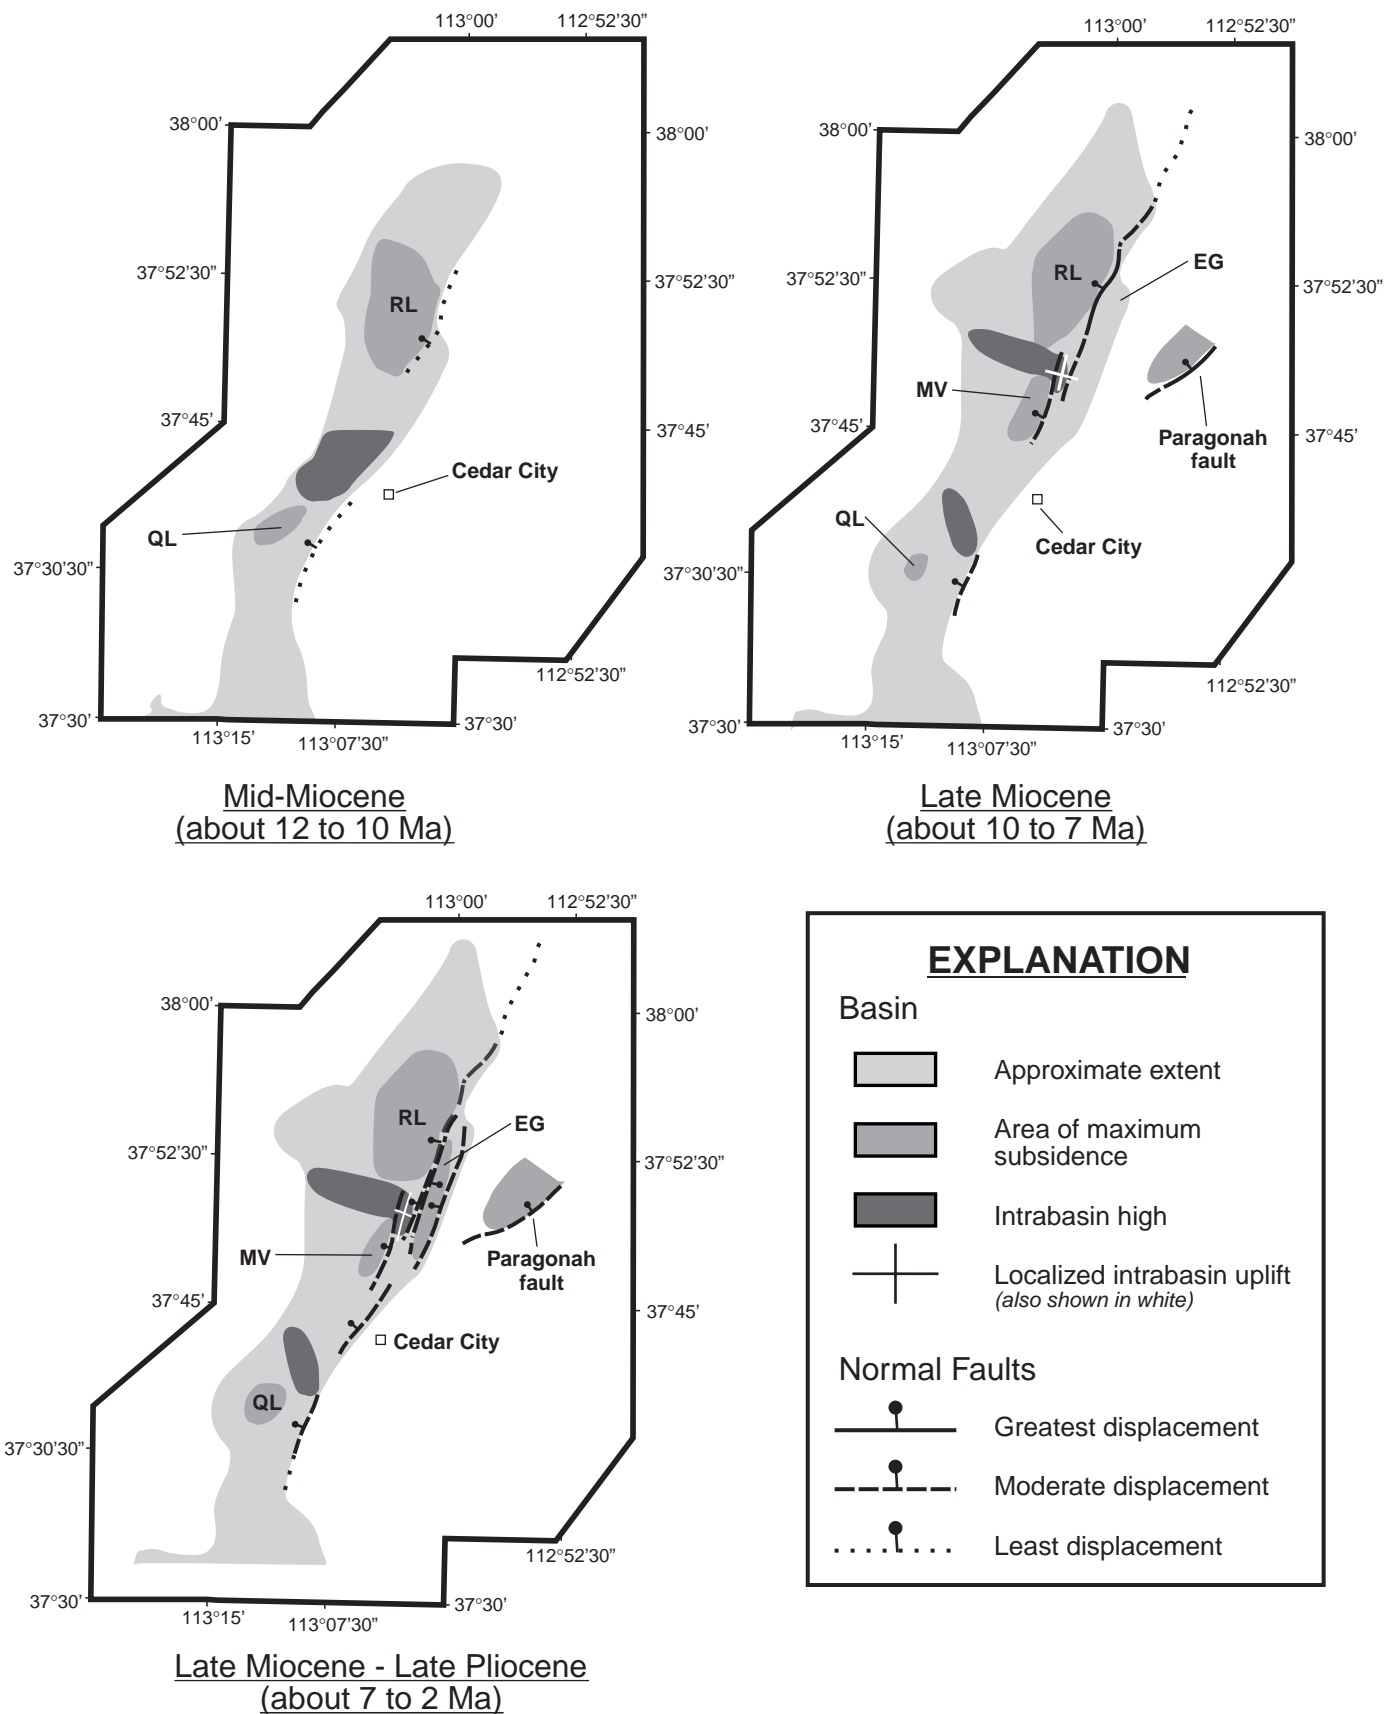 113°00’ 112°52’30”
38°00’
38°00’
37°52’30”
37°52’30”
RL
37°45’
37°45’
Cedar City
QL
37°30’30”
112°52’30”
37°30’
37°30’
113°15’
113°07’30”
Mid-Miocene
(about 12 to 10 Ma)
113°00’ 112°52’30”
38°00’
38°00’
EG
RL
37°52’30”
37°52’30”
MV
37°45’
37°45’
Paragonah
fault
QL
Cedar City
37°30’30”
112°52’30”
37°30’
37°30’
113°15’
113°07’30”
Late Miocene
(about 10 to 7 Ma)
113°00’ 112°52’30”
38°00’
38°00’
RL
EG
37°52’30”
37°52’30”
MV
Paragonah
fault
37°45’
37°45’
Cedar City
QL
37°30’30”
112°52’30”
37°30’
37°30’
113°15’
113°07’30”
Late Miocene - Late Pliocene
(about 7 to 2 Ma)
EXPLANATION
Basin
Approximate extent
Area of maximum
subsidence
Intrabasin high
Localized intrabasin uplift
(also shown in white)
Normal Faults
Greatest displacement
Moderate displacement
Least displacement